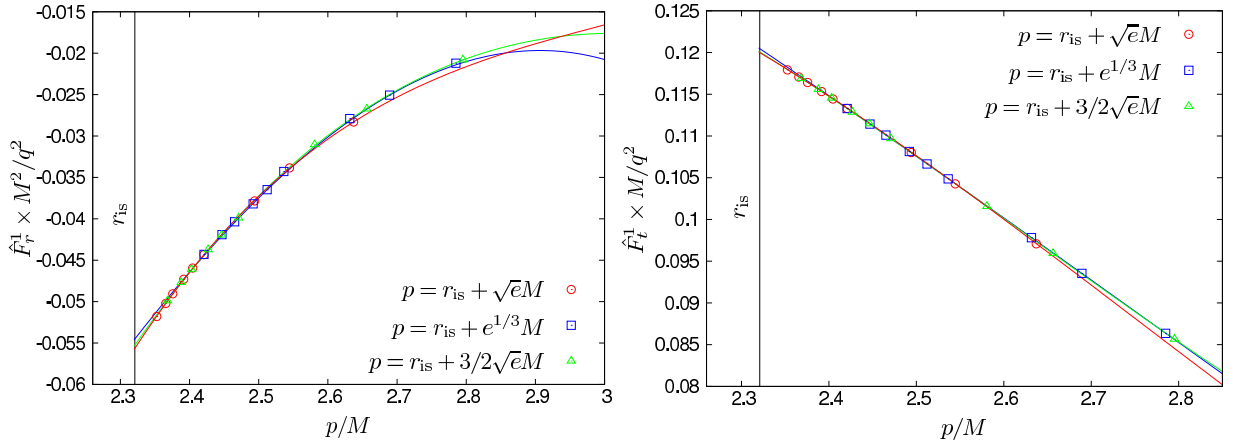 -0.015
-0.02
-0.025
-0.03
-0.035
-0.04
-0.045
-0.05
-0.055
-0.06
F̂_r^1 × M²/q²
r_is
p = r_is + √eM
p = r_is + e^{1/3}M
p = r_is + 3/2√eM
2.3 2.4 2.5 2.6 2.7 2.8 2.9 3
p/M
0.125
0.12
0.115
0.11
0.105
0.1
0.095
0.09
0.085
0.08
F̂_t^1 × M/q²
r_is
p = r_is + √eM
p = r_is + e^{1/3}M
p = r_is + 3/2√eM
2.3 2.4 2.5 2.6 2.7 2.8
p/M